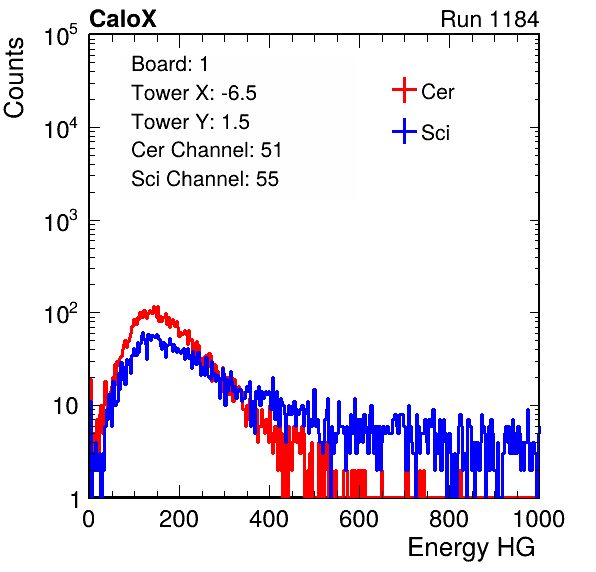 CaloX Run 1184
Counts
10^5
10^4
10^3
10^2
10
1
Board: 1
Tower X: -6.5
Tower Y: 1.5
Cer Channel: 51
Sci Channel: 55
Cer
Sci
0 200 400 600 800 1000
Energy HG